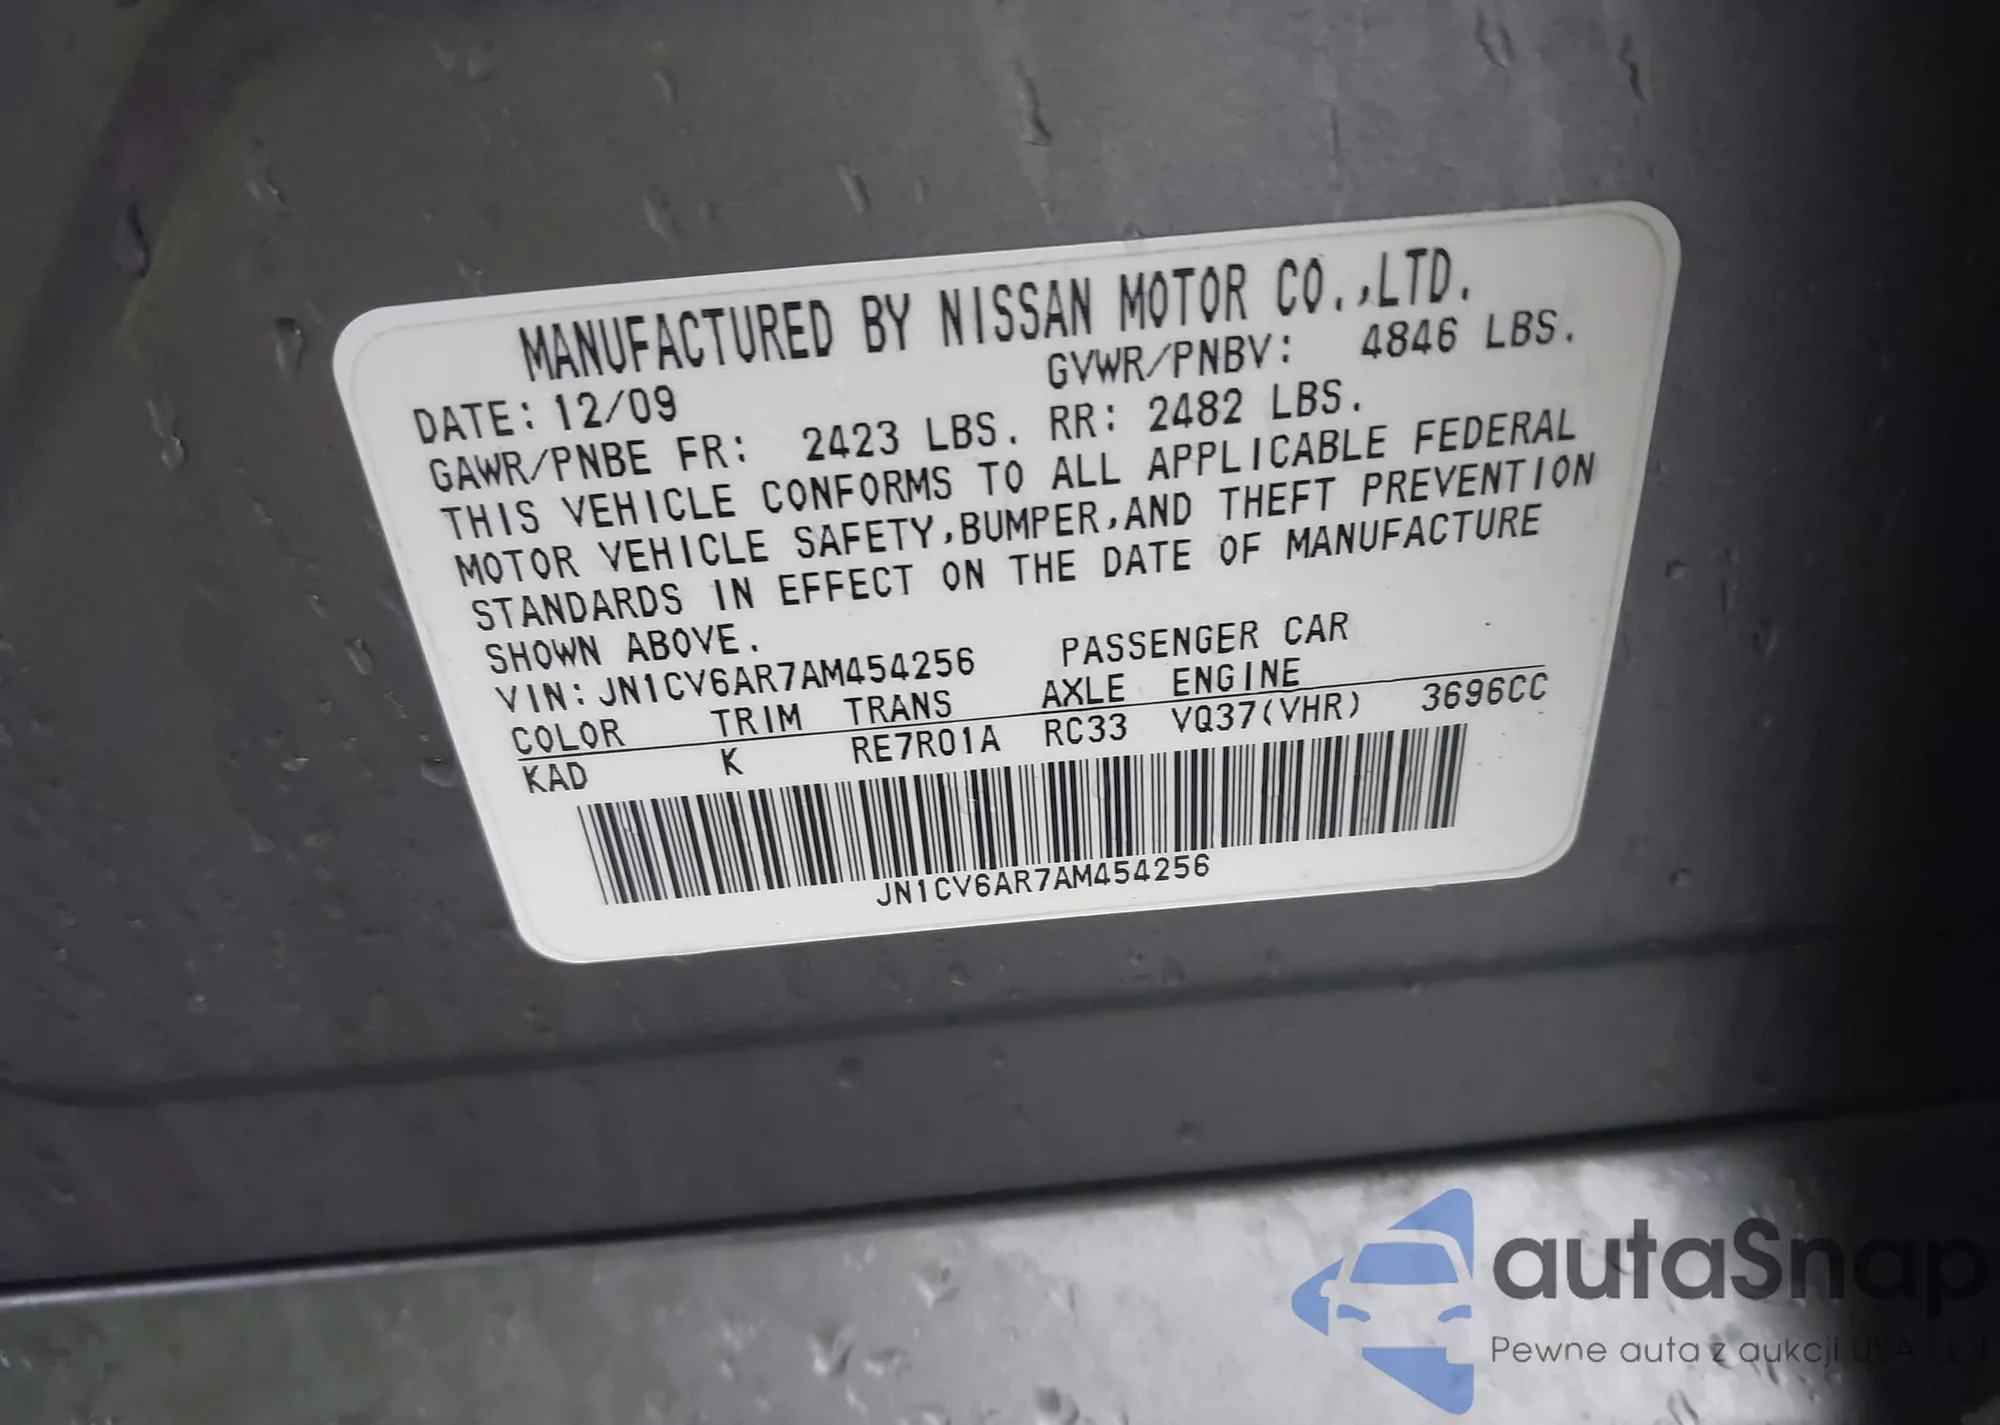 MANUFACTURED BY NISSAN MOTOR CO.,LTD.
DATE: 12/09 GVWR/PNBV: 4846 LBS.
GAWR/PNBE FR: 2423 LBS. RR: 2482 LBS.
THIS VEHICLE CONFORMS TO ALL APPLICABLE FEDERAL
MOTOR VEHICLE SAFETY,BUMPER,AND THEFT PREVENTION
STANDARDS IN EFFECT ON THE DATE OF MANUFACTURE
SHOWN ABOVE.
VIN: JN1CV6AR7AM454256 PASSENGER CAR
COLOR TRIM TRANS AXLE ENGINE
KAD K RE7R01A RC33 VQ37(VHR) 3696CC
JN1CV6AR7AM454256
autaSnap
Pewne auta z aukcji